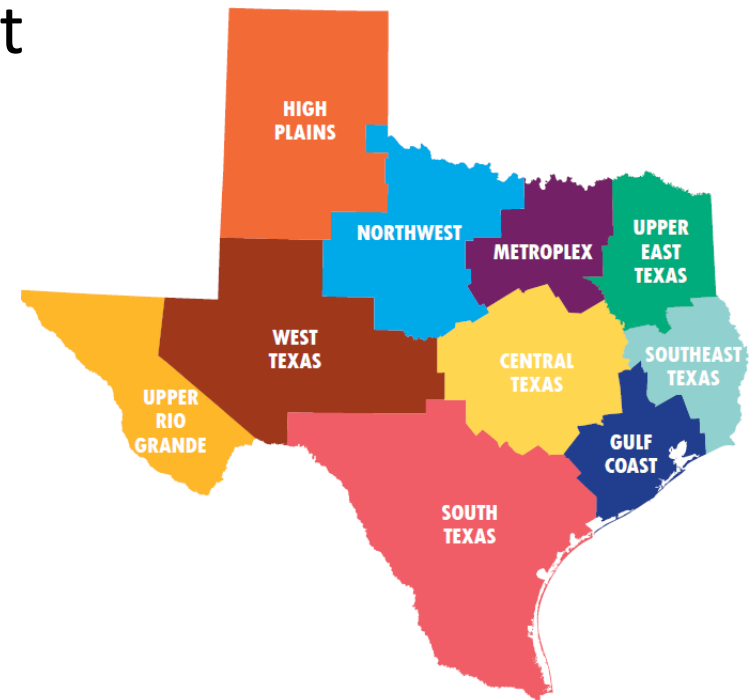 t
HIGH
PLAINS
NORTHWEST
METROPLEX
UPPER
EAST
TEXAS
WEST
TEXAS
CENTRAL
TEXAS
SOUTHEAST
TEXAS
UPPER
RIO
GRANDE
GULF
COAST
SOUTH
TEXAS